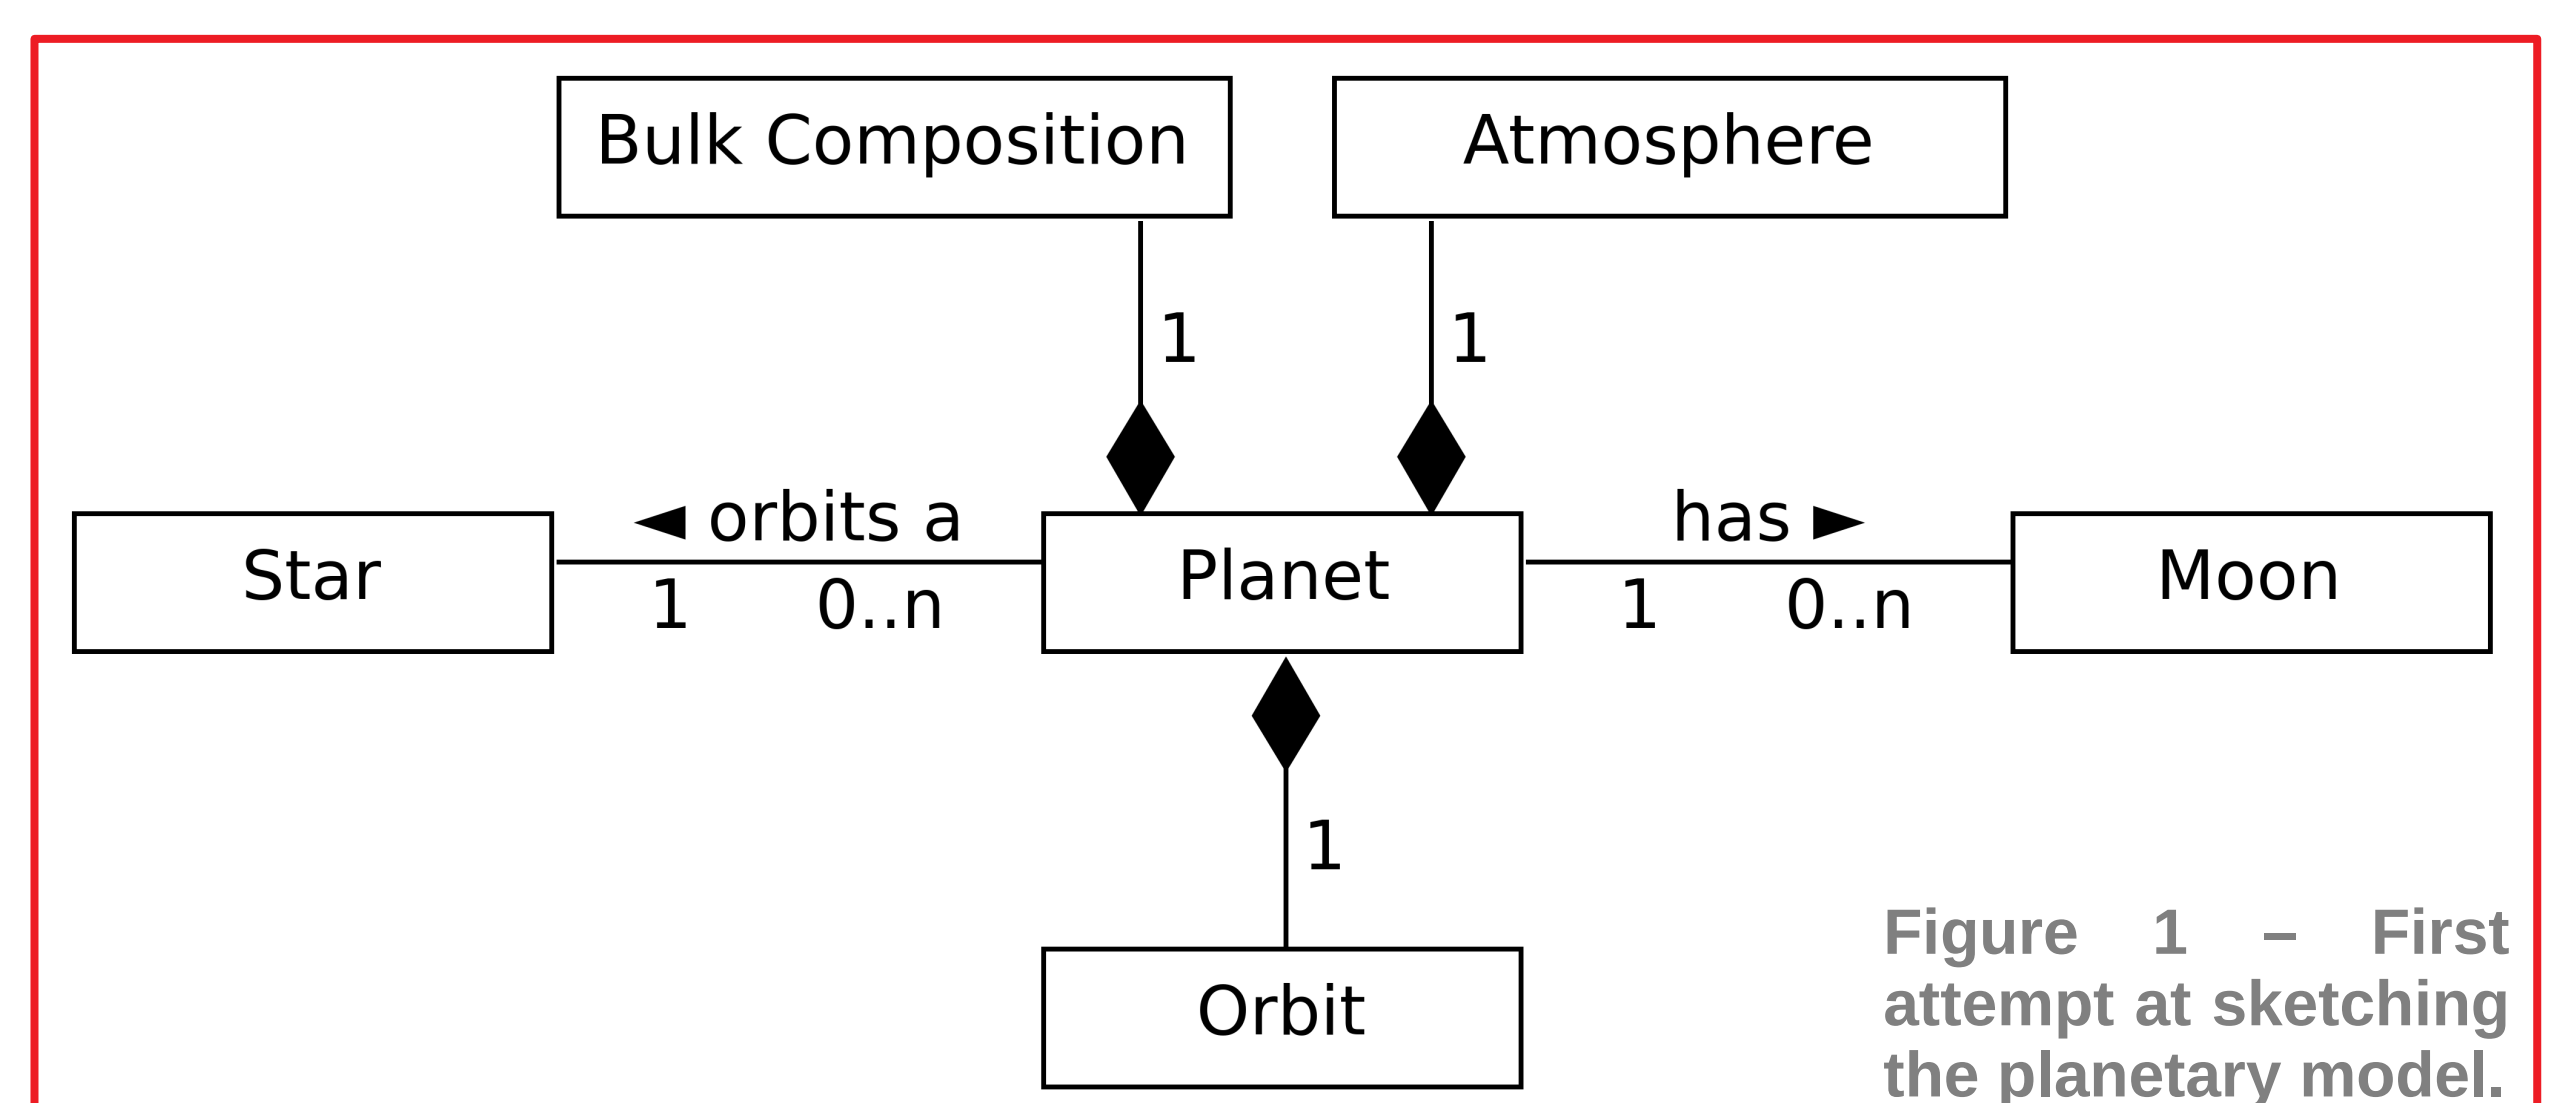 Bulk Composition
Atmosphere
1
1
◄ orbits a
has ►
Star
Planet
Moon
1
0..n
1
0..n
1
Orbit
Figure 1 – First
attempt at sketching
the planetary model.